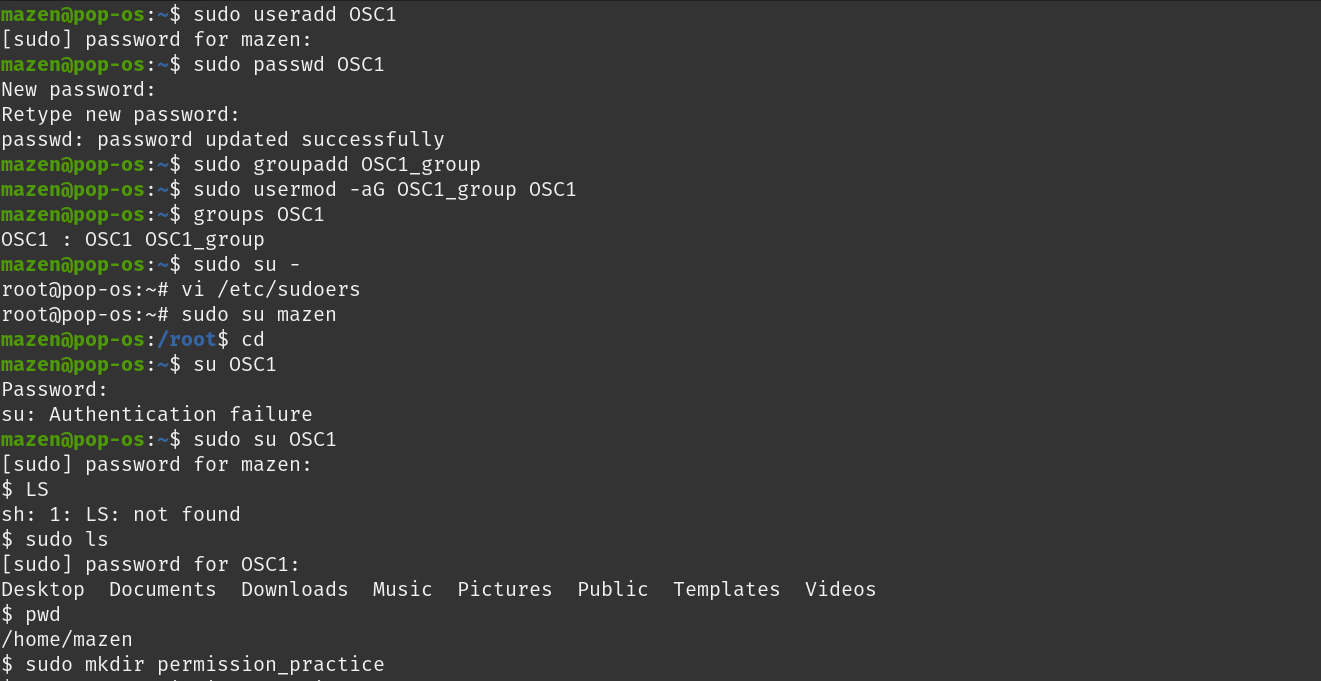 mazen@pop-os:~$ sudo useradd OSC1
[sudo] password for mazen:
mazen@pop-os:~$ sudo passwd OSC1
New password:
Retype new password:
passwd: password updated successfully
mazen@pop-os:~$ sudo groupadd OSC1_group
mazen@pop-os:~$ sudo usermod -aG OSC1_group OSC1
mazen@pop-os:~$ groups OSC1
OSC1 : OSC1 OSC1_group
mazen@pop-os:~$ sudo su -
root@pop-os:~# vi /etc/sudoers
root@pop-os:~# sudo su mazen
mazen@pop-os:/root$ cd
mazen@pop-os:~$ su OSC1
Password:
su: Authentication failure
mazen@pop-os:~$ sudo su OSC1
[sudo] password for mazen:
$ LS
sh: 1: LS: not found
$ sudo ls
[sudo] password for OSC1:
Desktop  Documents  Downloads  Music  Pictures  Public  Templates  Videos
$ pwd
/home/mazen
$ sudo mkdir permission_practice